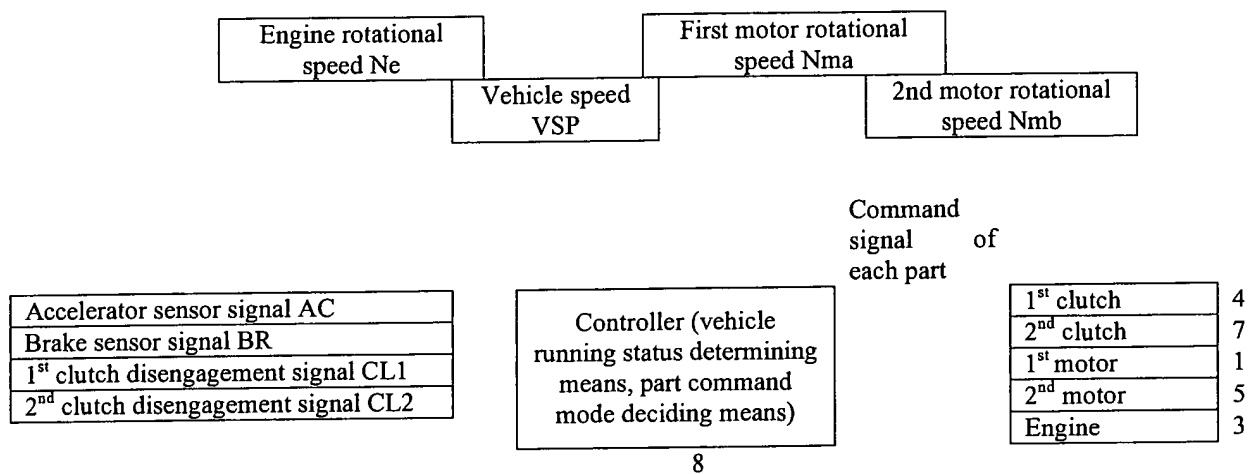 Engine rotational
speed Ne
First motor rotational
speed Nma
Vehicle speed
VSP
2nd motor rotational
speed Nmb
Command
signal of
each part
Accelerator sensor signal AC
Brake sensor signal BR
1st clutch disengagement signal CL1
2nd clutch disengagement signal CL2
Controller (vehicle
running status determining
means, part command
mode deciding means)
8
1st clutch 4
2nd clutch 7
1st motor 1
2nd motor 5
Engine 3